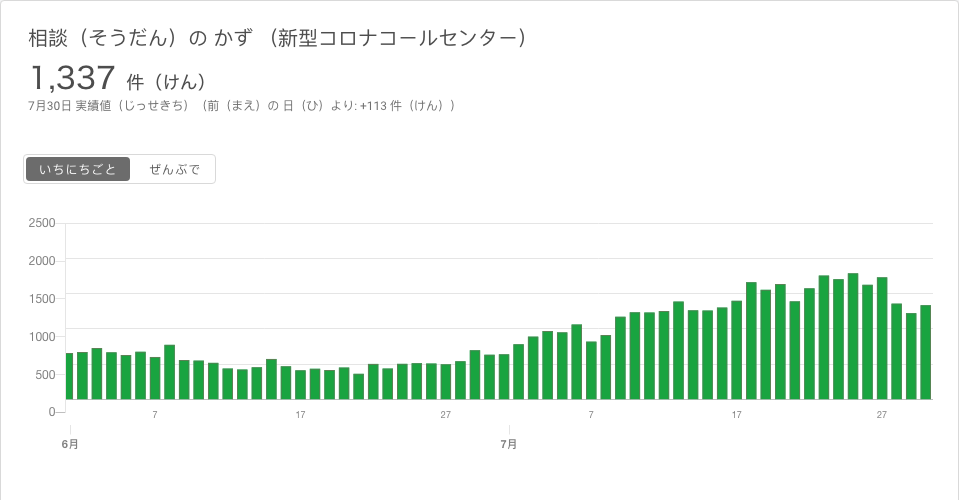 相談（そうだん）の かず （新型コロナコールセンター）
1,337 件（けん）
7月30日 実績値（じっせきち）（前（まえ）の 日（ひ）より: +113 件（けん））
いちにちごと ぜんぶで
2500
2000
1500
1000
500
0
7 17 27 7 17 27
6月 7月